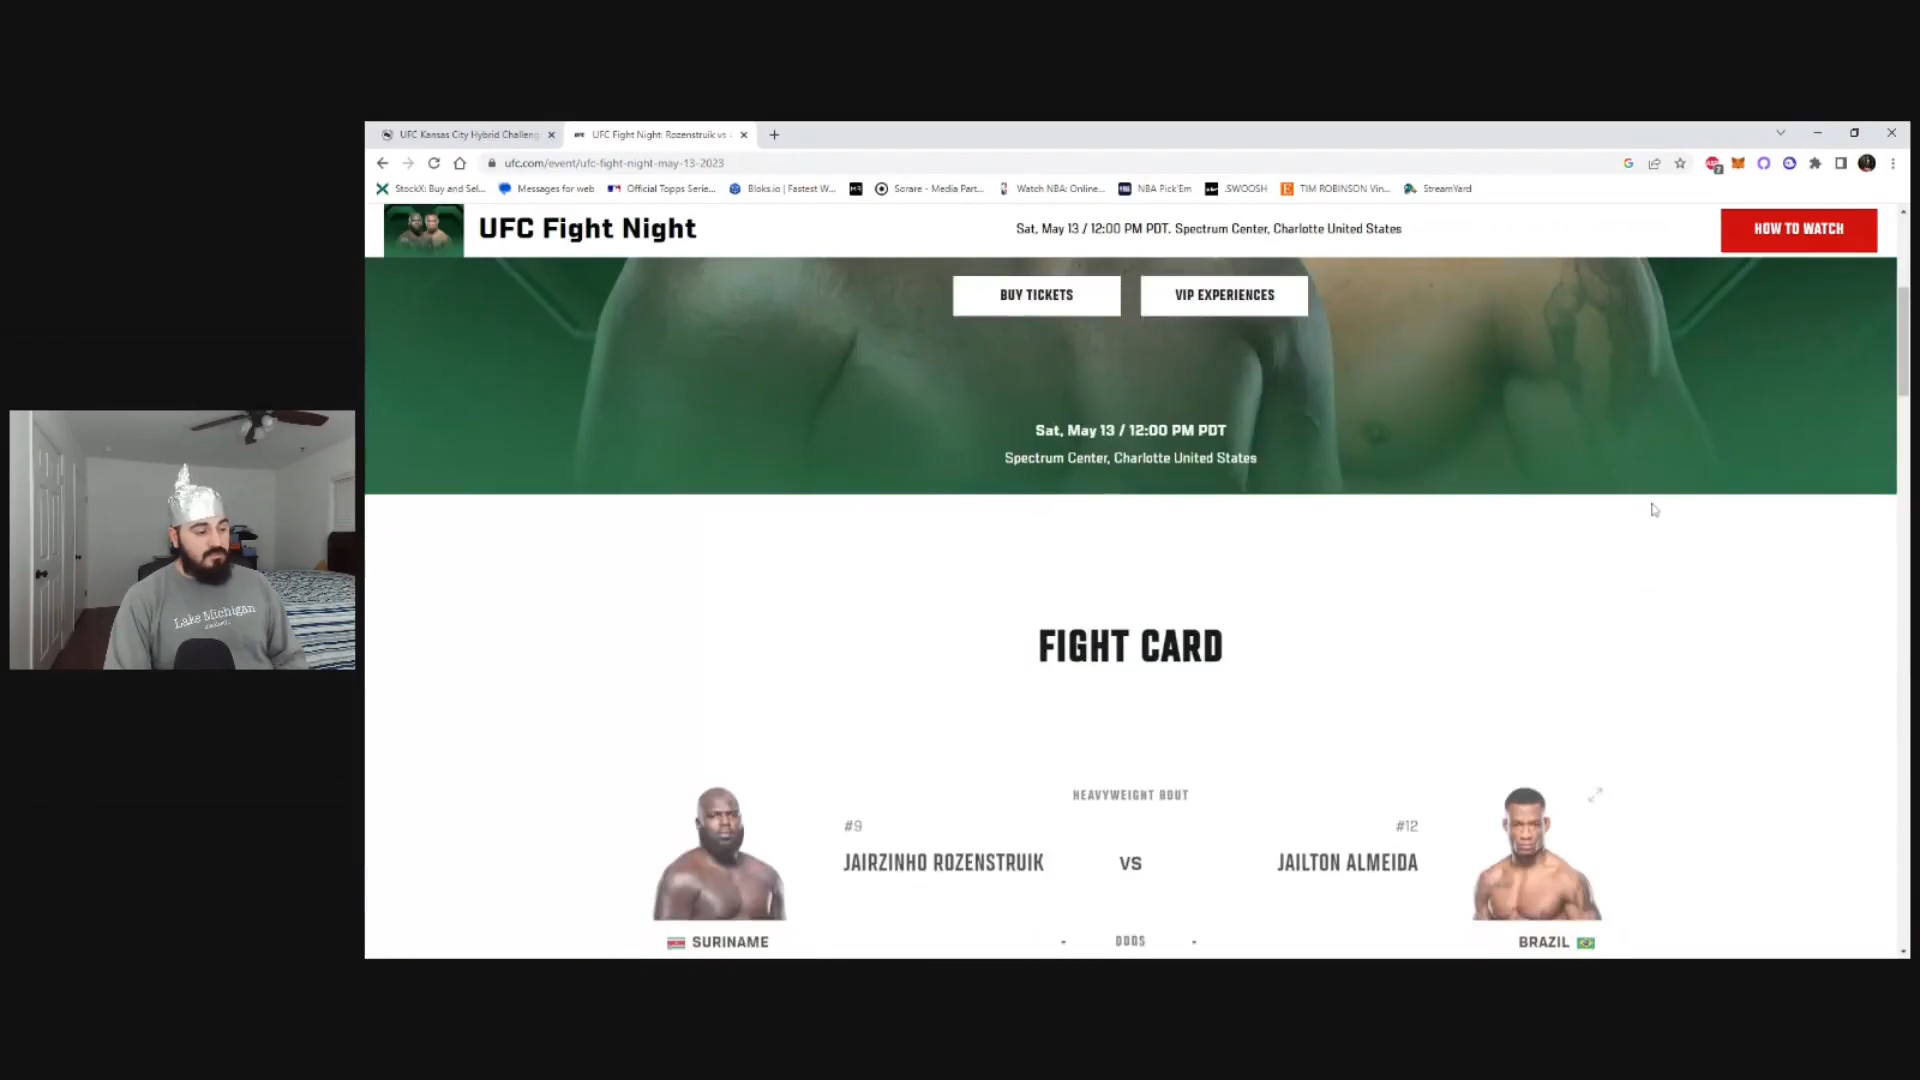 UFC Kansas City Hybrid Challeng
UFC Fight Night: Rozenstruik vs
ufc.com/event/ufc-fight-night-may-13-2023
StockX: Buy and Sel...
Messages for web
Official Topps Serie...
Bloks.io | Fastest W...
Sorare - Media Part...
Watch NBA: Online...
NBA Pick'Em
.SWOOSH
TIM ROBINSON Vin...
StreamYard
UFC Fight Night
Sat, May 13 / 12:00 PM PDT. Spectrum Center, Charlotte United States
HOW TO WATCH
BUY TICKETS
VIP EXPERIENCES
Sat, May 13 / 12:00 PM PDT
Spectrum Center, Charlotte United States
Lake Michigan
FIGHT CARD
HEAVYWEIGHT BOUT
#9
#12
JAIRZINHO ROZENSTRUIK
VS
JAILTON ALMEIDA
SURINAME
- ODDS -
BRAZIL